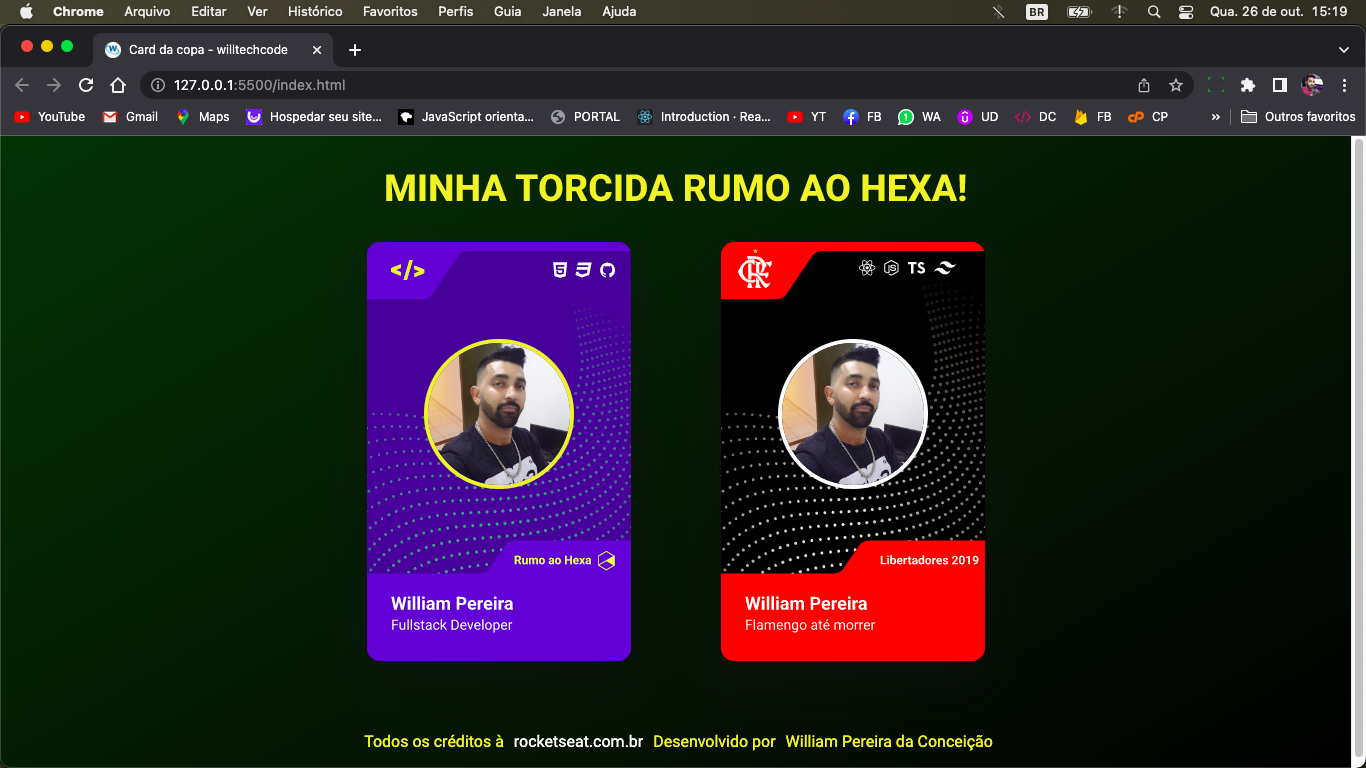 Chrome Arquivo Editar Ver Histórico Favoritos Perfis Guia Janela Ajuda BR Qua. 26 de out. 15:19
Card da copa - willtechcode
127.0.0.1:5500/index.html
YouTube Gmail Maps Hospedar seu site... JavaScript orienta... PORTAL Introduction · Rea... YT FB WA UD DC FB CP » Outros favoritos
MINHA TORCIDA RUMO AO HEXA!
</>
TS
Rumo ao Hexa
William Pereira
Fullstack Developer
Libertadores 2019
William Pereira
Flamengo até morrer
Todos os créditos à rocketseat.com.br Desenvolvido por William Pereira da Conceição